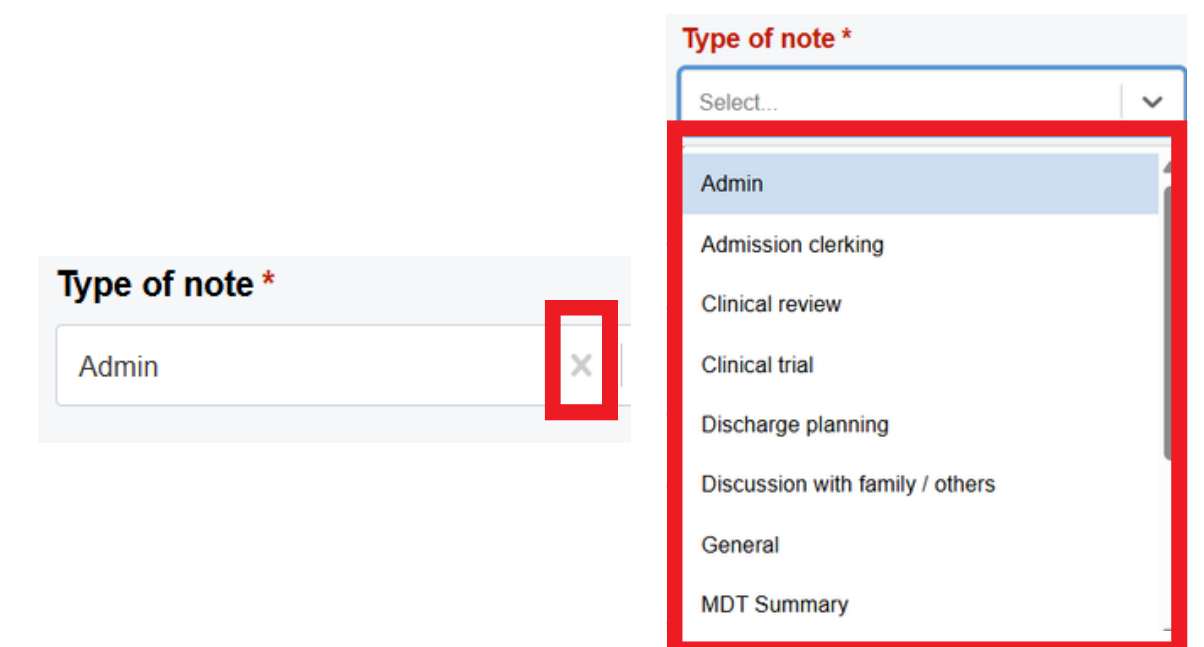 Type of note *
Admin
Type of note *
Select...
Admin
Admission clerking
Clinical review
Clinical trial
Discharge planning
Discussion with family / others
General
MDT Summary